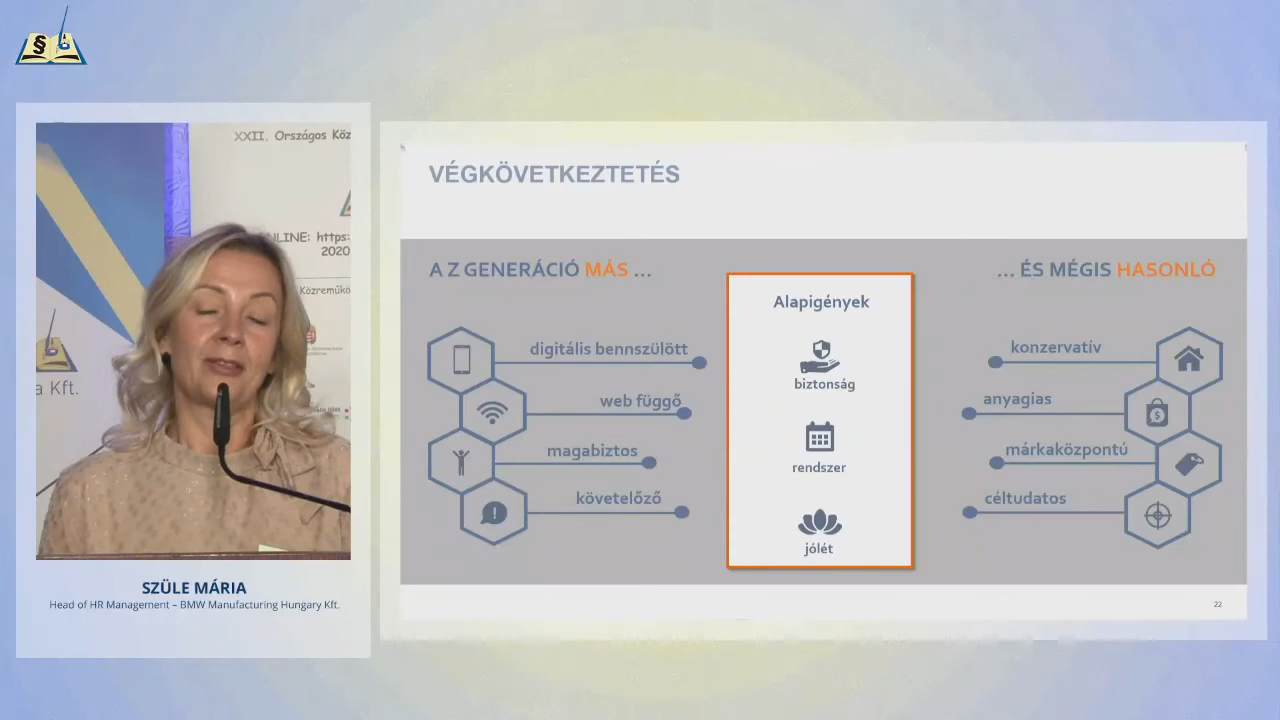 §
XXII. Országos Köz
NLINE: https:
2020
Közreműkö
a Kft.
SZÜLE MÁRIA
Head of HR Management – BMW Manufacturing Hungary Kft.
VÉGKÖVETKEZTETÉS
A Z GENERÁCIÓ MÁS ...
digitális bennszülött
web függő
magabiztos
követelőző
Alapigények
biztonság
rendszer
jólét
... ÉS MÉGIS HASONLÓ
konzervatív
anyagias
márkaközpontú
céltudatos
22